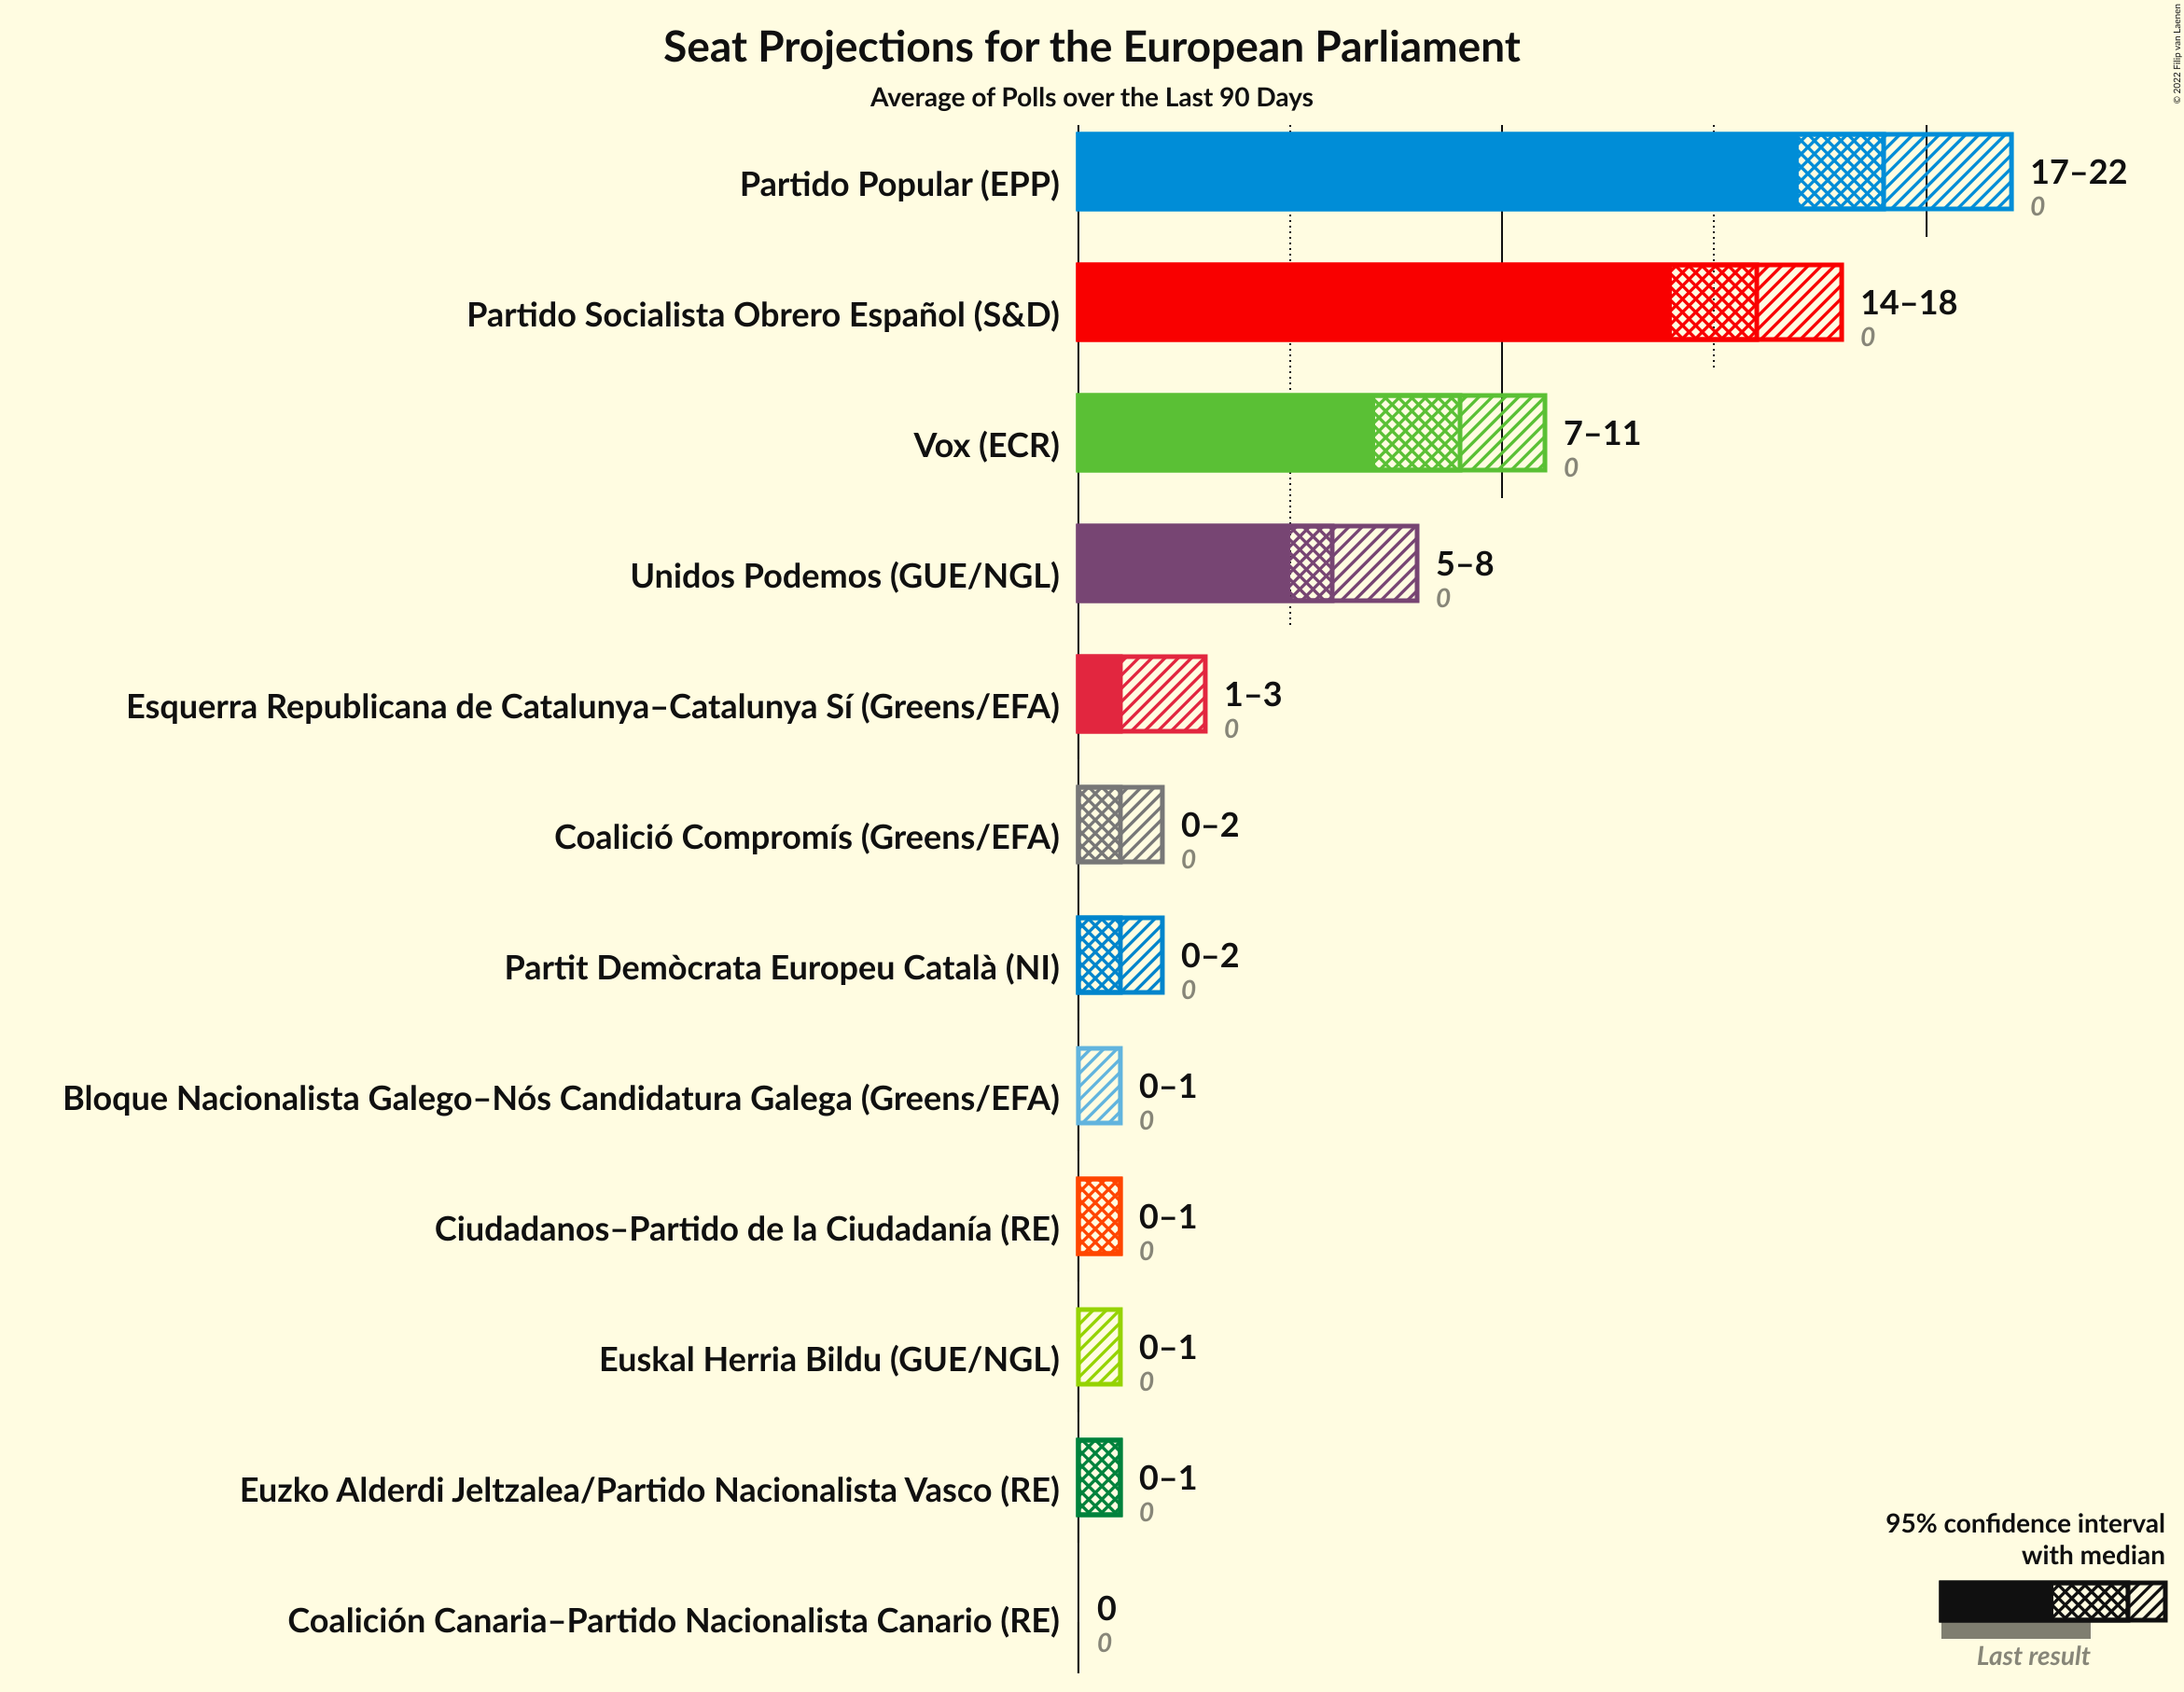 Seat Projections for the European Parliament
Average of Polls over the Last 90 Days
© 2022 Filip van Laenen
Partido Popular (EPP)
17–22
0
Partido Socialista Obrero Español (S&D)
14–18
0
Vox (ECR)
7–11
0
Unidos Podemos (GUE/NGL)
5–8
0
Esquerra Republicana de Catalunya–Catalunya Sí (Greens/EFA)
1–3
0
Coalició Compromís (Greens/EFA)
0–2
0
Partit Demòcrata Europeu Català (NI)
0–2
0
Bloque Nacionalista Galego–Nós Candidatura Galega (Greens/EFA)
0–1
0
Ciudadanos–Partido de la Ciudadanía (RE)
0–1
0
Euskal Herria Bildu (GUE/NGL)
0–1
0
Euzko Alderdi Jeltzalea/Partido Nacionalista Vasco (RE)
0–1
0
Coalición Canaria–Partido Nacionalista Canario (RE)
0
0
95% confidence interval
with median
Last result